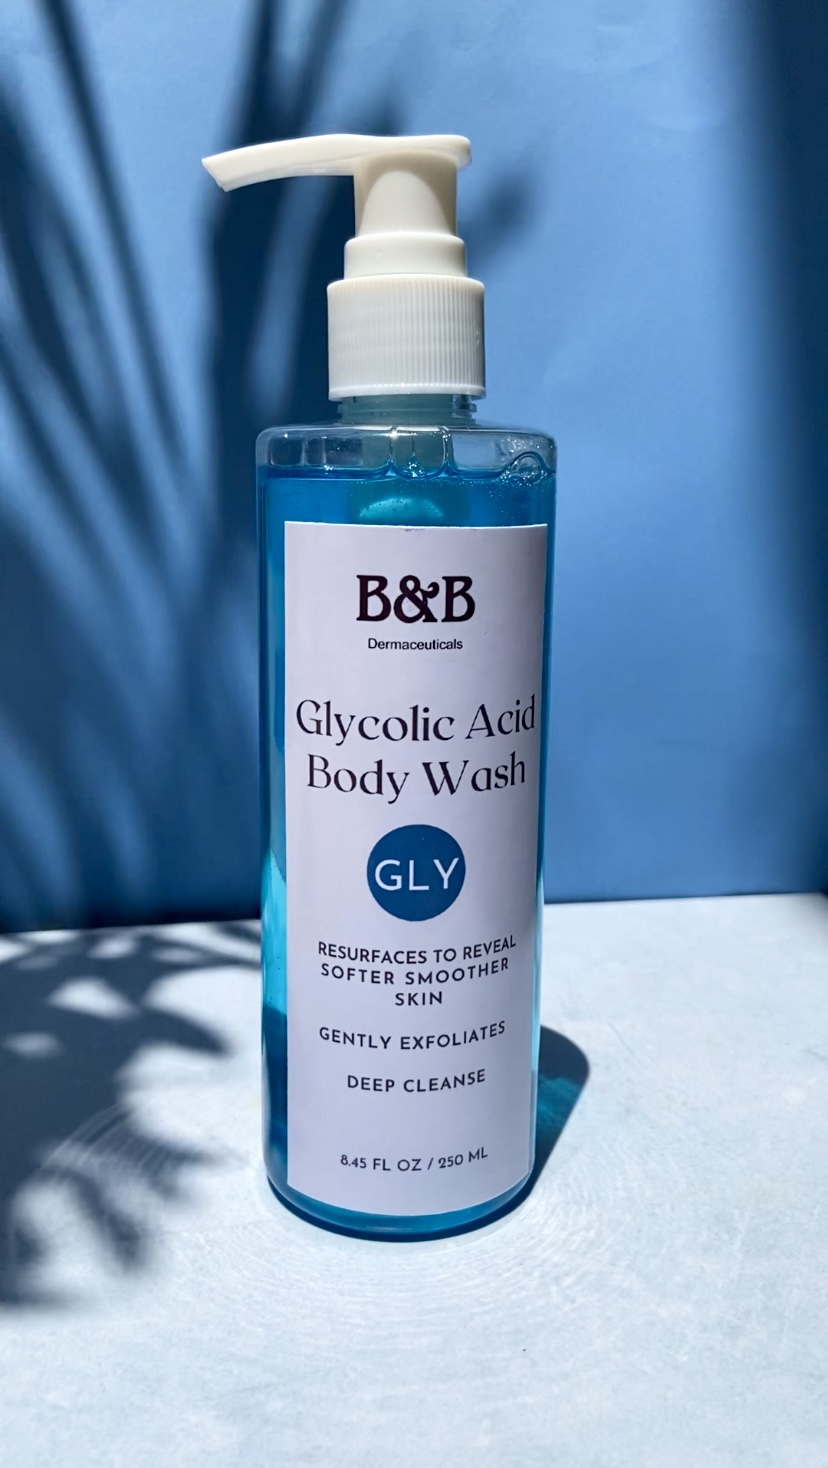 B&B
Dermaceuticals
Glycolic Acid
Body Wash
GLY
RESURFACES TO REVEAL
SOFTER SMOOTHER
SKIN
GENTLY EXFOLIATES
DEEP CLEANSE
8.45 FL OZ / 250 ML